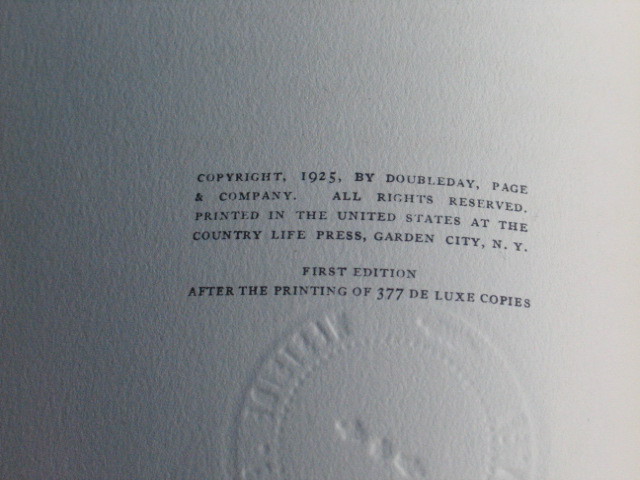 COPYRIGHT, 1925, BY DOUBLEDAY, PAGE
& COMPANY. ALL RIGHTS RESERVED.
PRINTED IN THE UNITED STATES AT THE
COUNTRY LIFE PRESS, GARDEN CITY, N. Y.
FIRST EDITION
AFTER THE PRINTING OF 377 DE LUXE COPIES